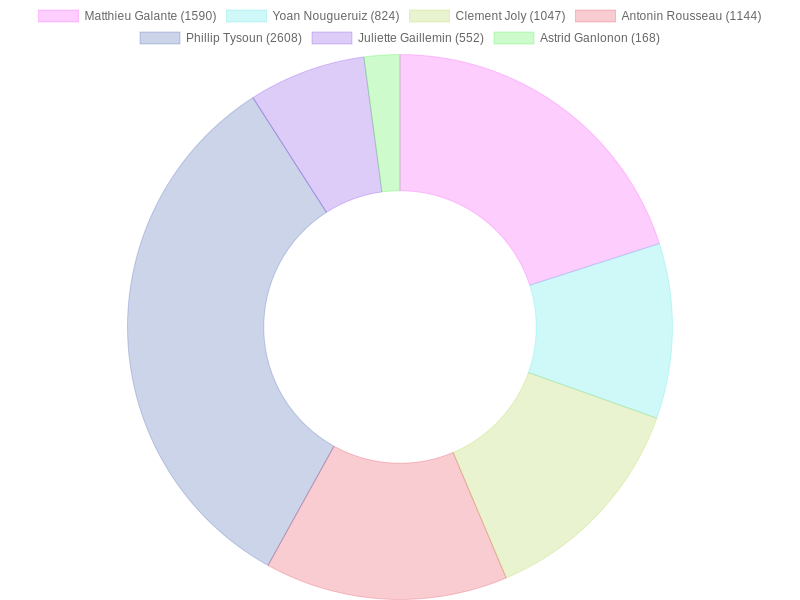 Matthieu Galante (1590) Yoan Nougueruiz (824) Clement Joly (1047) Antonin Rousseau (1144)
Phillip Tysoun (2608) Juliette Gaillemin (552) Astrid Ganlonon (168)